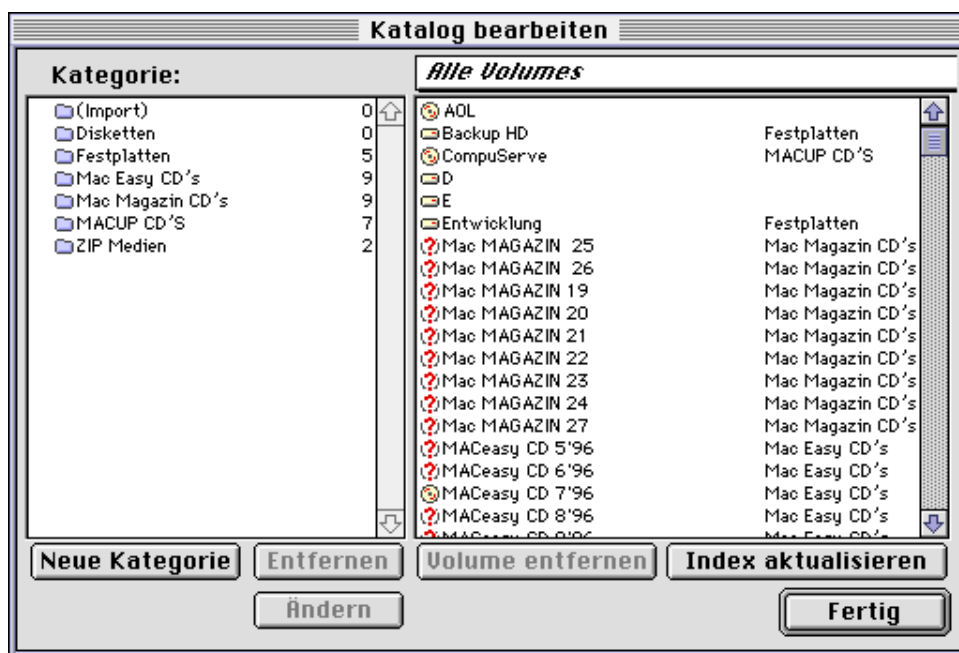 Katalog bearbeiten
Kategorie:
Alle Volumes
(Import) 0
Disketten 0
Festplatten 5
Mac Easy CD's 9
Mac Magazin CD's 9
MACUP CD'S 7
ZIP Medien 2
AOL
Backup HD Festplatten
CompuServe MACUP CD'S
D
E
Entwicklung Festplatten
Mac MAGAZIN 25 Mac Magazin CD's
Mac MAGAZIN 26 Mac Magazin CD's
Mac MAGAZIN 19 Mac Magazin CD's
Mac MAGAZIN 20 Mac Magazin CD's
Mac MAGAZIN 21 Mac Magazin CD's
Mac MAGAZIN 22 Mac Magazin CD's
Mac MAGAZIN 23 Mac Magazin CD's
Mac MAGAZIN 24 Mac Magazin CD's
Mac MAGAZIN 27 Mac Magazin CD's
MACeasy CD 5'96 Mac Easy CD's
MACeasy CD 6'96 Mac Easy CD's
MACeasy CD 7'96 Mac Easy CD's
MACeasy CD 8'96 Mac Easy CD's
Neue Kategorie Entfernen Volume entfernen Index aktualisieren
Ändern Fertig